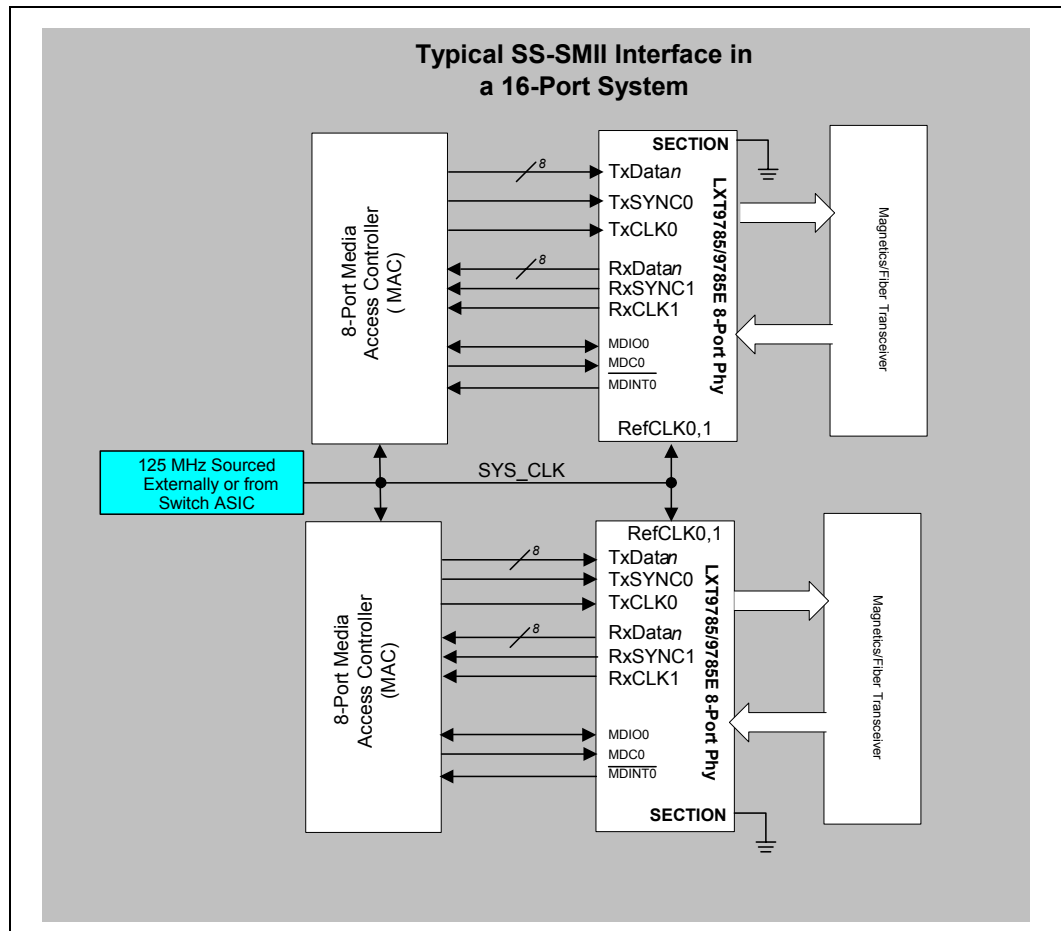 Typical SS-SMII Interface in
a 16-Port System
8-Port Media
Access Controller
( MAC)
8
TxDatan
TxSYNC0
TxCLK0
8
RxDatan
RxSYNC1
RxCLK1
MDIO0
MDC0
MDINT0
SECTION
LXT9785/9785E 8-Port Phy
RefCLK0,1
Magnetics/Fiber Transceiver
125 MHz Sourced
Externally or from
Switch ASIC
SYS_CLK
8-Port Media
Access Controller
(MAC)
RefCLK0,1
8
TxDatan
TxSYNC0
TxCLK0
8
RxDatan
RxSYNC1
RxCLK1
MDIO0
MDC0
MDINT0
LXT9785/9785E 8-Port Phy
SECTION
Magnetics/Fiber Transceiver